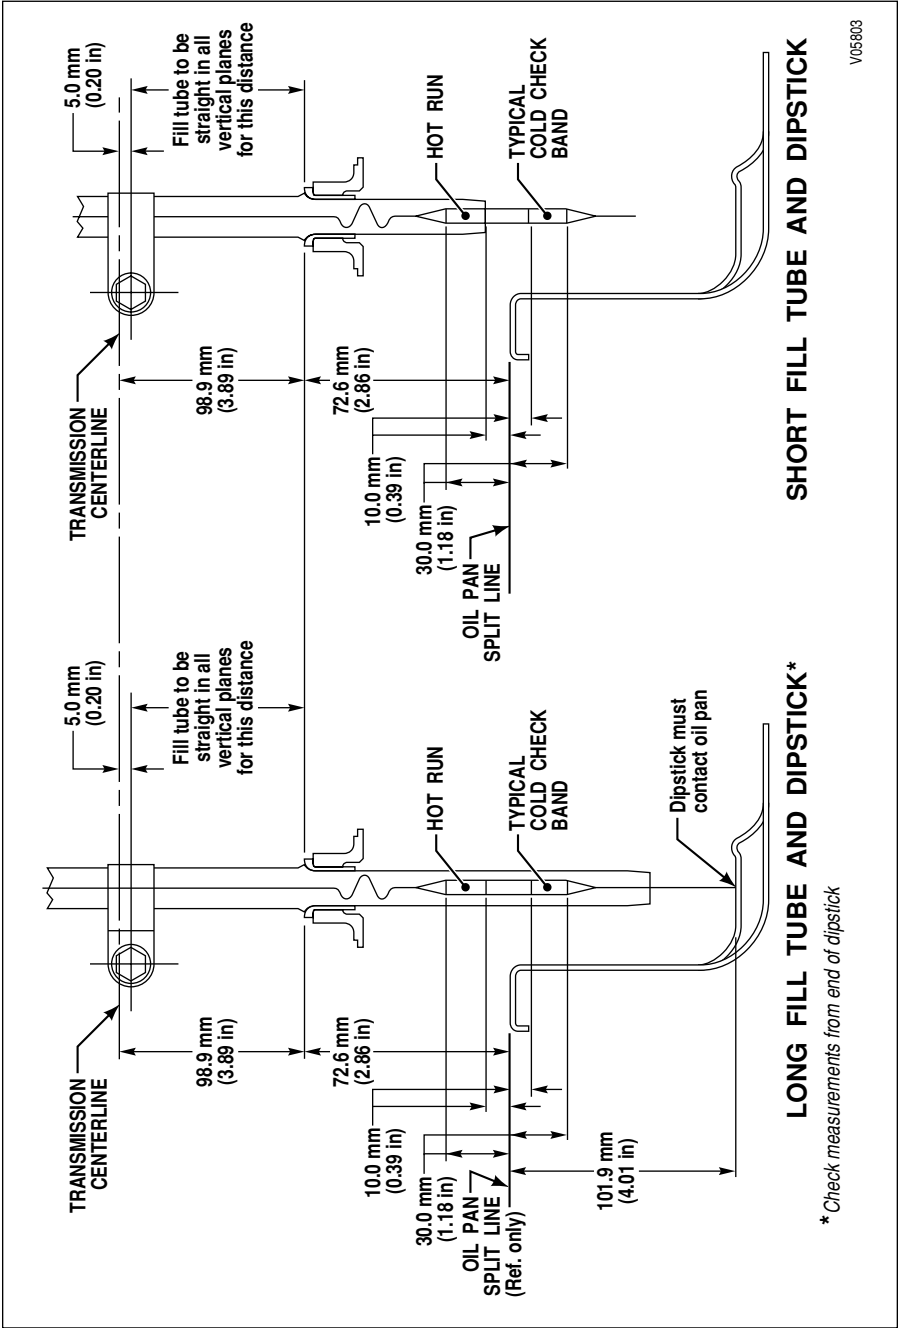 TRANSMISSION
CENTERLINE
5.0 mm
(0.20 in)
Fill tube to be
straight in all
vertical planes
for this distance
98.9 mm
(3.89 in)
72.6 mm
(2.86 in)
10.0 mm
(0.39 in)
30.0 mm
(1.18 in)
OIL PAN
SPLIT LINE
(Ref. only)
101.9 mm
(4.01 in)
HOT RUN
TYPICAL
COLD CHECK
BAND
Dipstick must
contact oil pan
LONG FILL TUBE AND DIPSTICK*
* Check measurements from end of dipstick
TRANSMISSION
CENTERLINE
5.0 mm
(0.20 in)
Fill tube to be
straight in all
vertical planes
for this distance
98.9 mm
(3.89 in)
72.6 mm
(2.86 in)
10.0 mm
(0.39 in)
30.0 mm
(1.18 in)
OIL PAN
SPLIT LINE
HOT RUN
TYPICAL
COLD CHECK
BAND
SHORT FILL TUBE AND DIPSTICK
V05803